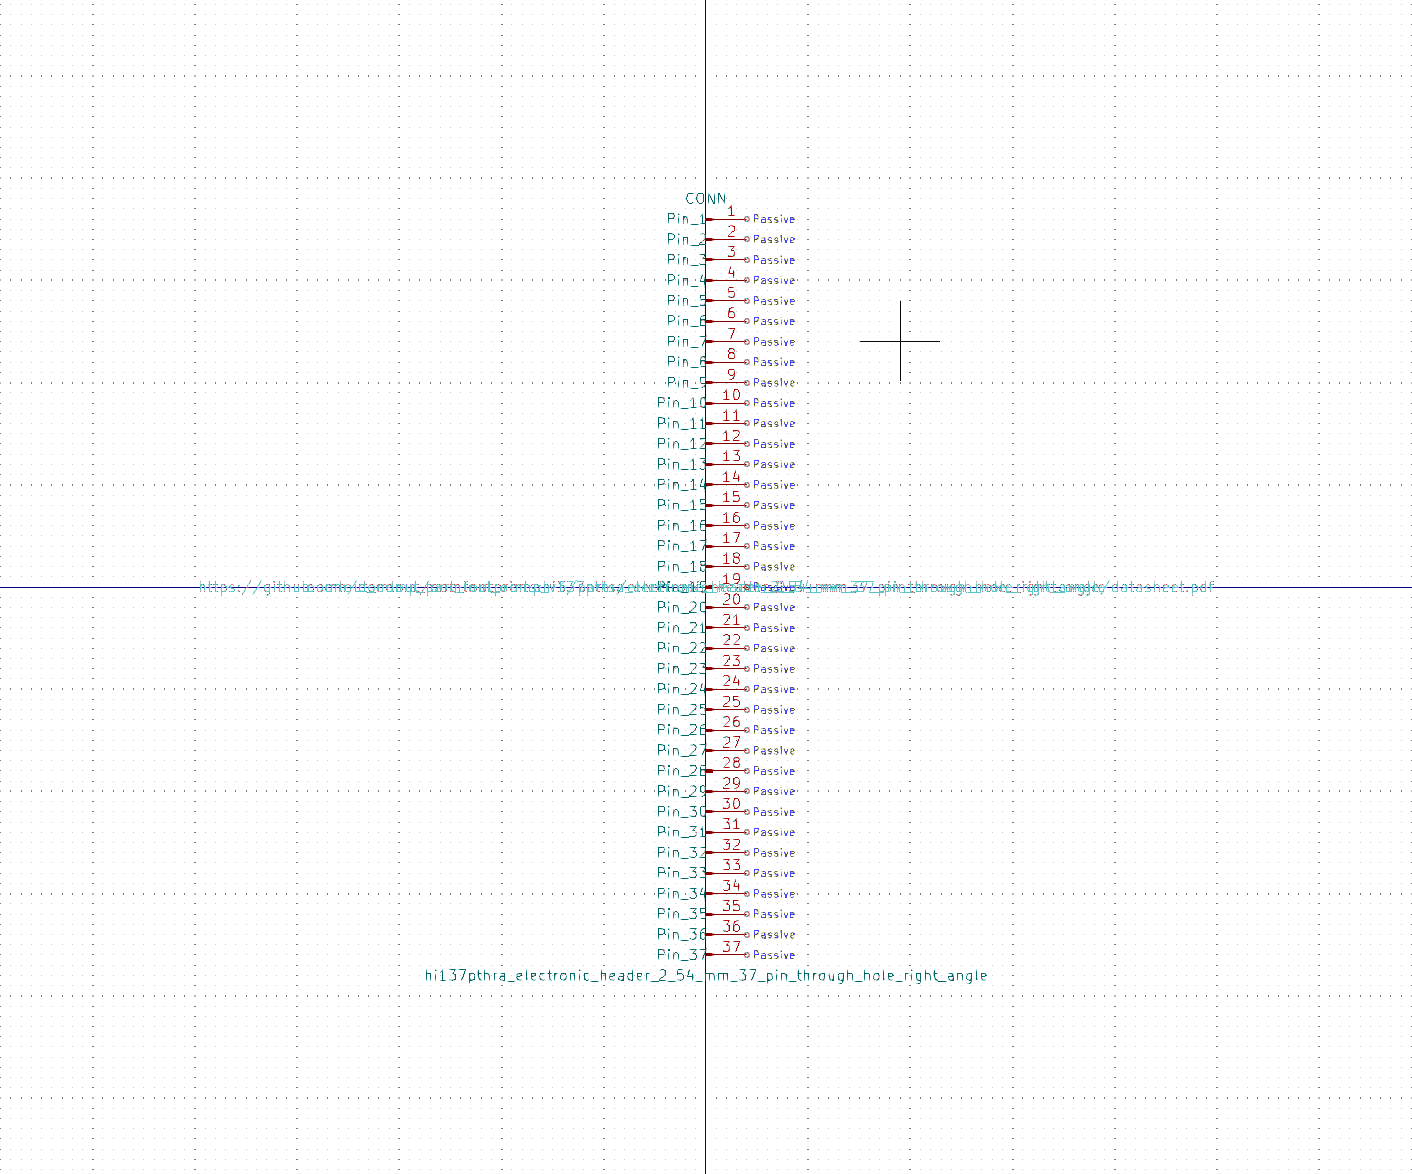 CONN
Pin_1 1 Passive
Pin_2 2 Passive
Pin_3 3 Passive
Pin_4 4 Passive
Pin_5 5 Passive
Pin_6 6 Passive
Pin_7 7 Passive
Pin_8 8 Passive
Pin_9 9 Passive
Pin_10 10 Passive
Pin_11 11 Passive
Pin_12 12 Passive
Pin_13 13 Passive
Pin_14 14 Passive
Pin_15 15 Passive
Pin_16 16 Passive
Pin_17 17 Passive
Pin_18 18 Passive
19
Pin_20 20 Passive
Pin_21 21 Passive
Pin_22 22 Passive
Pin_23 23 Passive
Pin_24 24 Passive
Pin_25 25 Passive
Pin_26 26 Passive
Pin_27 27 Passive
Pin_28 28 Passive
Pin_29 29 Passive
Pin_30 30 Passive
Pin_31 31 Passive
Pin_32 32 Passive
Pin_33 33 Passive
Pin_34 34 Passive
Pin_35 35 Passive
Pin_36 36 Passive
Pin_37 37 Passive
hi137pthra_electronic_header_2_54_mm_37_pin_through_hole_right_angle